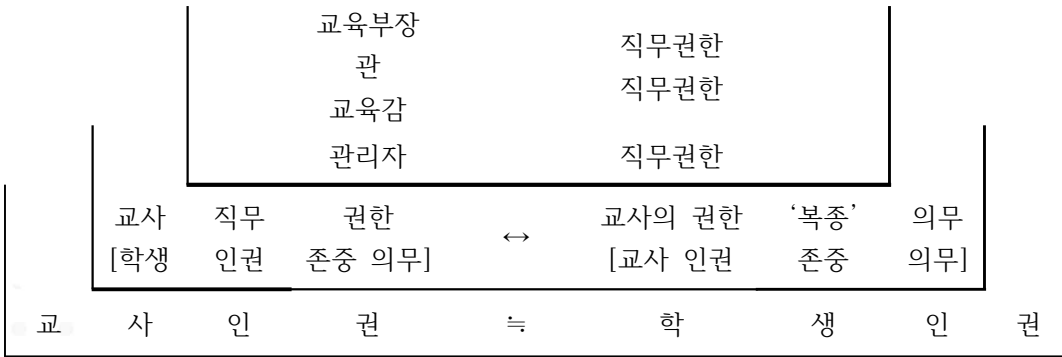 교육부장
관
직무권한
직무권한
교육감
관리자 직무권한
교사 직무 권한 ↔ 교사의 권한 ‘복종’ 의무
[학생 인권 존중 의무] [교사 인권 존중 의무]
교 사 인 권 ≒ 학 생 인 권